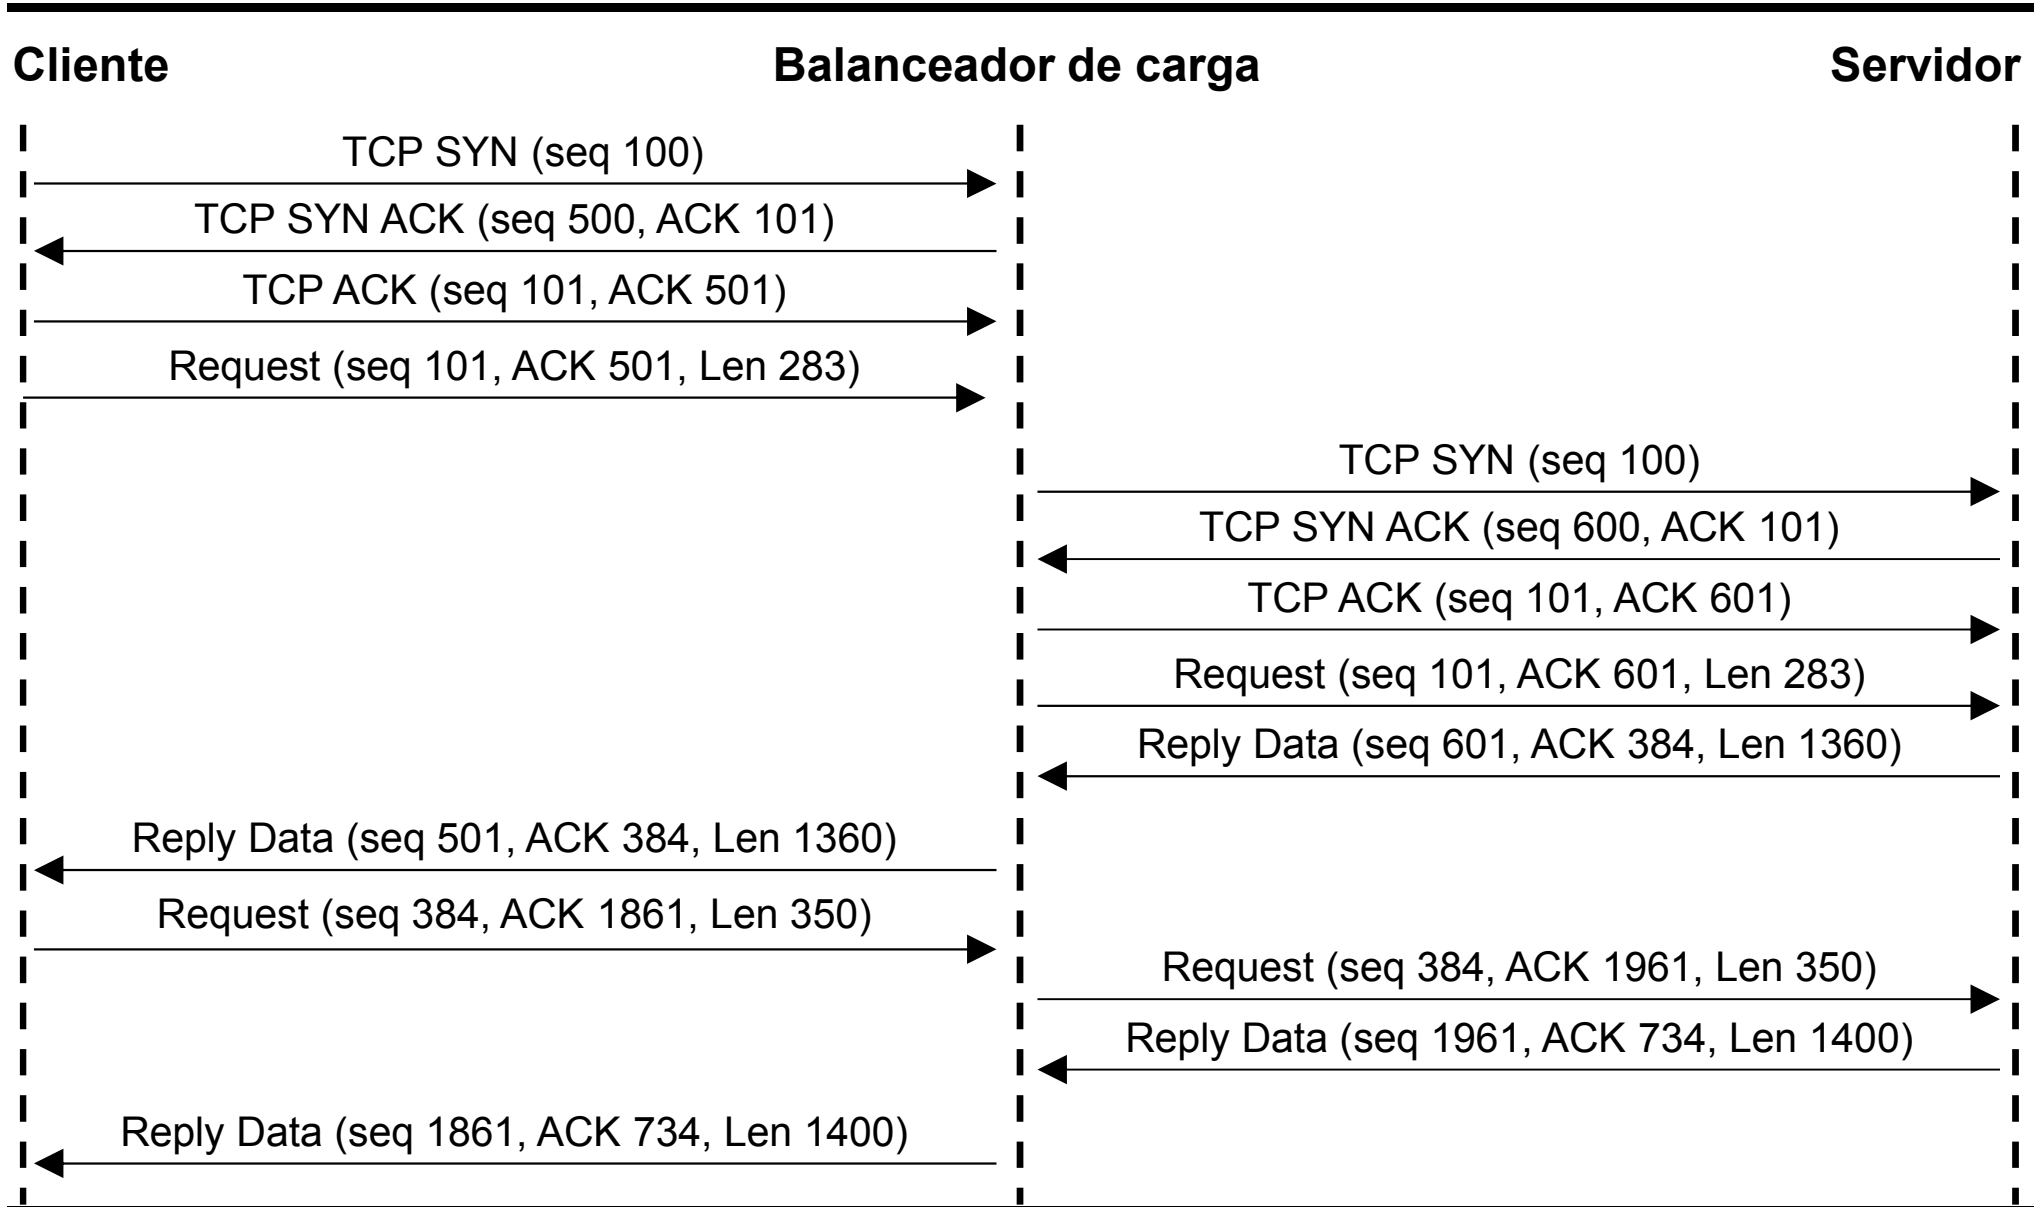 Cliente
Balanceador de carga
Servidor
TCP SYN (seq 100)
TCP SYN ACK (seq 500, ACK 101)
TCP ACK (seq 101, ACK 501)
Request (seq 101, ACK 501, Len 283)
TCP SYN (seq 100)
TCP SYN ACK (seq 600, ACK 101)
TCP ACK (seq 101, ACK 601)
Request (seq 101, ACK 601, Len 283)
Reply Data (seq 601, ACK 384, Len 1360)
Reply Data (seq 501, ACK 384, Len 1360)
Request (seq 384, ACK 1861, Len 350)
Request (seq 384, ACK 1961, Len 350)
Reply Data (seq 1961, ACK 734, Len 1400)
Reply Data (seq 1861, ACK 734, Len 1400)